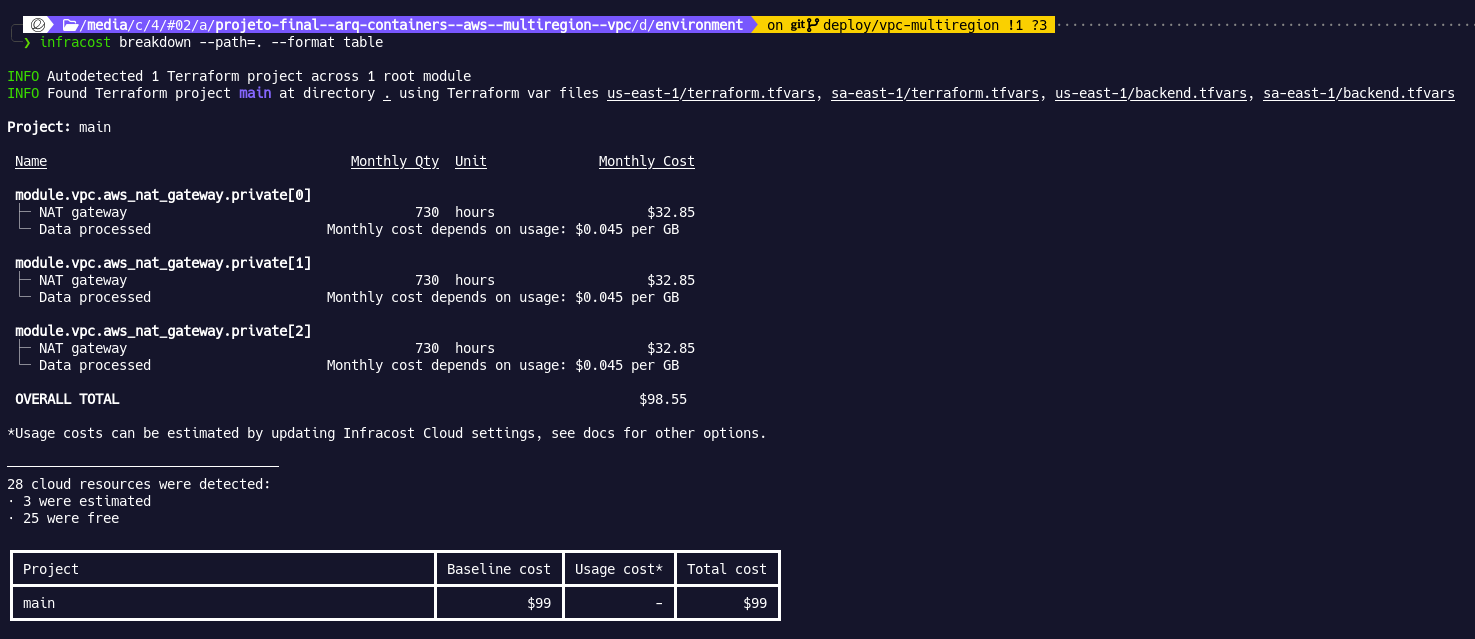 /media/c/4/#02/a/projeto-final--arq-containers--aws--multiregion--vpc/d/environment on git deploy/vpc-multiregion !1 ?3
❯ infracost breakdown --path=. --format table
INFO Autodetected 1 Terraform project across 1 root module
INFO Found Terraform project main at directory . using Terraform var files us-east-1/terraform.tfvars, sa-east-1/terraform.tfvars, us-east-1/backend.tfvars, sa-east-1/backend.tfvars
Project: main
Name Monthly Qty Unit Monthly Cost
module.vpc.aws_nat_gateway.private[0]
├─ NAT gateway 730 hours $32.85
└─ Data processed Monthly cost depends on usage: $0.045 per GB
module.vpc.aws_nat_gateway.private[1]
├─ NAT gateway 730 hours $32.85
└─ Data processed Monthly cost depends on usage: $0.045 per GB
module.vpc.aws_nat_gateway.private[2]
├─ NAT gateway 730 hours $32.85
└─ Data processed Monthly cost depends on usage: $0.045 per GB
OVERALL TOTAL $98.55
*Usage costs can be estimated by updating Infracost Cloud settings, see docs for other options.
──────────────────────────────────
28 cloud resources were detected:
∙ 3 were estimated
∙ 25 were free
Project Baseline cost Usage cost* Total cost
main $99 - $99